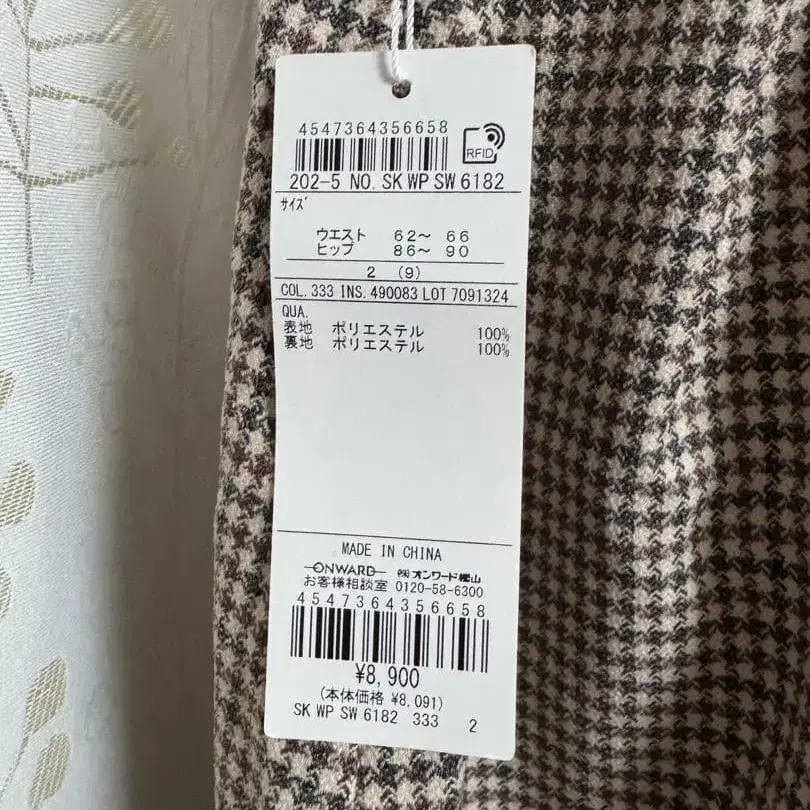 4547364356658
RFID
202-5 NO. SK WP SW 6182
サイズ
ウエスト 62〜 66
ヒップ 86〜 90
2 (9)
COL. 333 INS. 490083 LOT 7091324
QUA.
表地 ポリエステル 100%
裏地 ポリエステル 100%
MADE IN CHINA
ONWARD ㈱オンワード樫山
お客様相談室 0120-58-6300
4547364356658
¥8,900
(本体価格 ¥8,091)
SK WP SW 6182 333 2